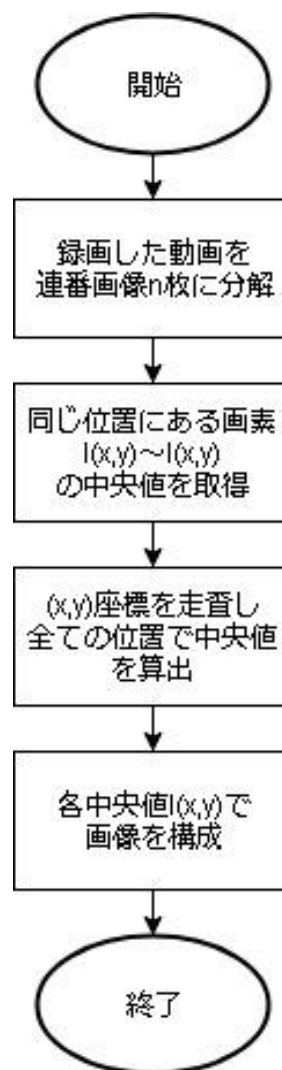 開始
録画した動画を
連番画像n枚に分解
同じ位置にある画素
I(x,y)～I(x,y)
の中央値を取得
(x,y)座標を走査し
全ての位置で中央値
を算出
各中央値I(x,y)で
画像を構成
終了